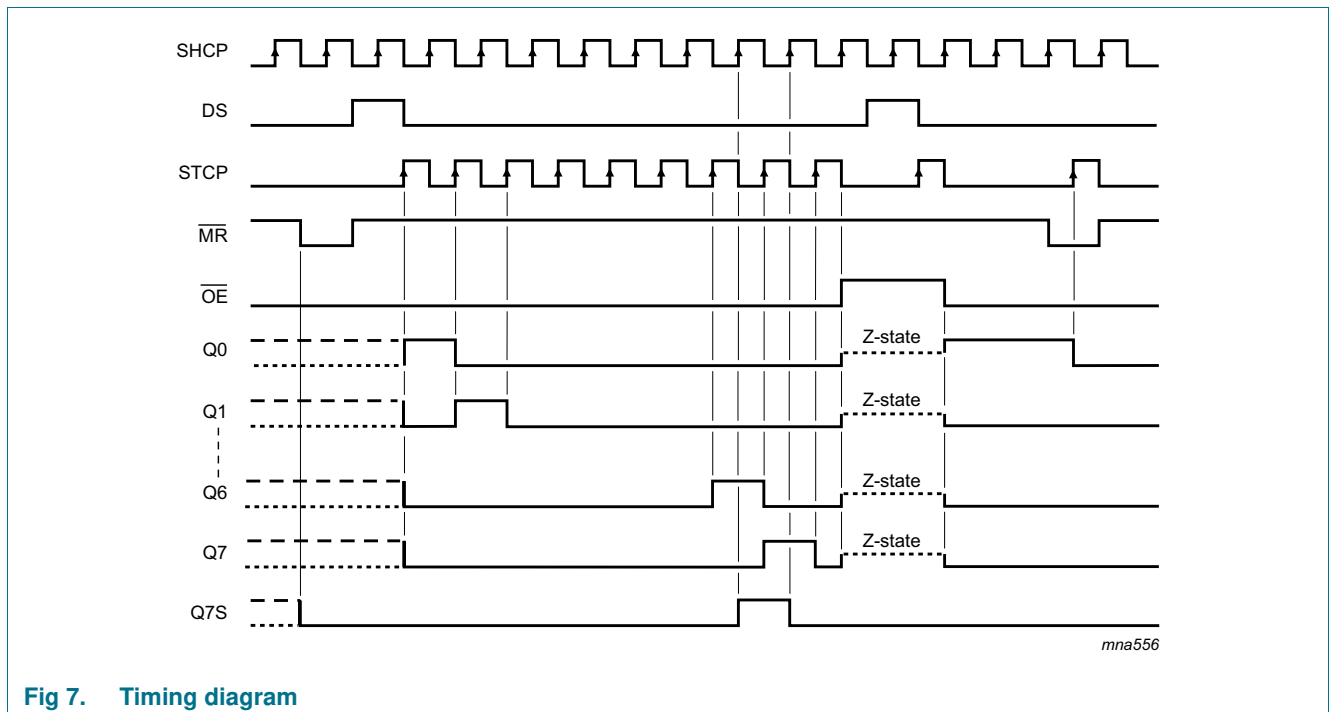 SHCP
DS
STCP
MR
OE
Q0
Z-state
Q1
Z-state
Q6
Z-state
Q7
Z-state
Q7S
mna556
Fig 7. Timing diagram